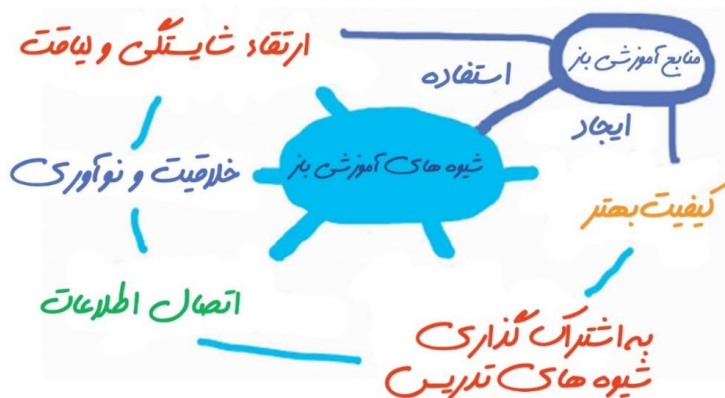 ارتقاء شایستگی و لیاقت
منابع آموزشی باز
استفاده
ایجاد
شیوه های آموزشی باز
خلاقیت و نوآوری
کیفیت بهتر
اتصال اطلاعات
به اشتراک گذاری
شیوه های تدریس